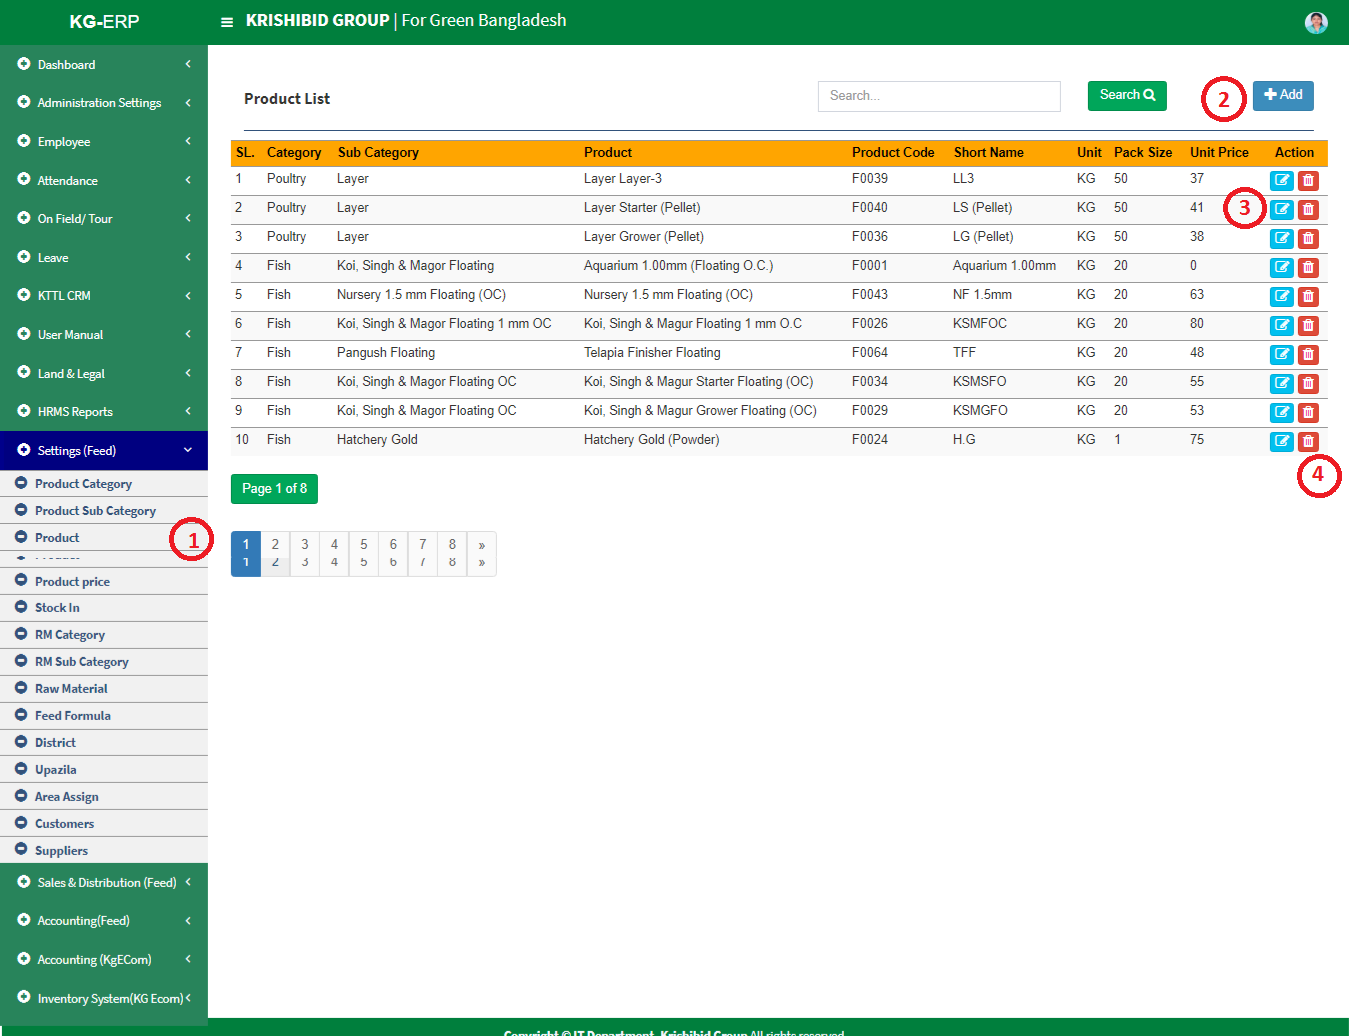 KG-ERP
KRISHIBID GROUP | For Green Bangladesh
Dashboard
Administration Settings
Employee
Attendance
On Field/ Tour
Leave
KTTL CRM
User Manual
Land & Legal
HRMS Reports
Settings (Feed)
Product Category
Product Sub Category
Product 1
Product price
Stock In
RM Category
RM Sub Category
Raw Material
Feed Formula
District
Upazila
Area Assign
Customers
Suppliers
Sales & Distribution (Feed)
Accounting(Feed)
Accounting (KgECom)
Inventory System(KG Ecom)
Product List Search... Search 2 Add
SL. Category Sub Category Product Product Code Short Name Unit Pack Size Unit Price Action
1 Poultry Layer Layer Layer-3 F0039 LL3 KG 50 37
2 Poultry Layer Layer Starter (Pellet) F0040 LS (Pellet) KG 50 41 3
3 Poultry Layer Layer Grower (Pellet) F0036 LG (Pellet) KG 50 38
4 Fish Koi, Singh & Magor Floating Aquarium 1.00mm (Floating O.C.) F0001 Aquarium 1.00mm KG 20 0
5 Fish Nursery 1.5 mm Floating (OC) Nursery 1.5 mm Floating (OC) F0043 NF 1.5mm KG 20 63
6 Fish Koi, Singh & Magor Floating 1 mm OC Koi, Singh & Magur Floating 1 mm O.C F0026 KSMFOC KG 20 80
7 Fish Pangush Floating Telapia Finisher Floating F0064 TFF KG 20 48
8 Fish Koi, Singh & Magor Floating OC Koi, Singh & Magur Starter Floating (OC) F0034 KSMSFO KG 20 55
9 Fish Koi, Singh & Magor Floating OC Koi, Singh & Magur Grower Floating (OC) F0029 KSMGFO KG 20 53
10 Fish Hatchery Gold Hatchery Gold (Powder) F0024 H.G KG 1 75
4
Page 1 of 8
1 2 3 4 5 6 7 8 »
1 2 3 4 5 6 7 8 »
Copyright © IT Department, Krishibid Group All rights reserved